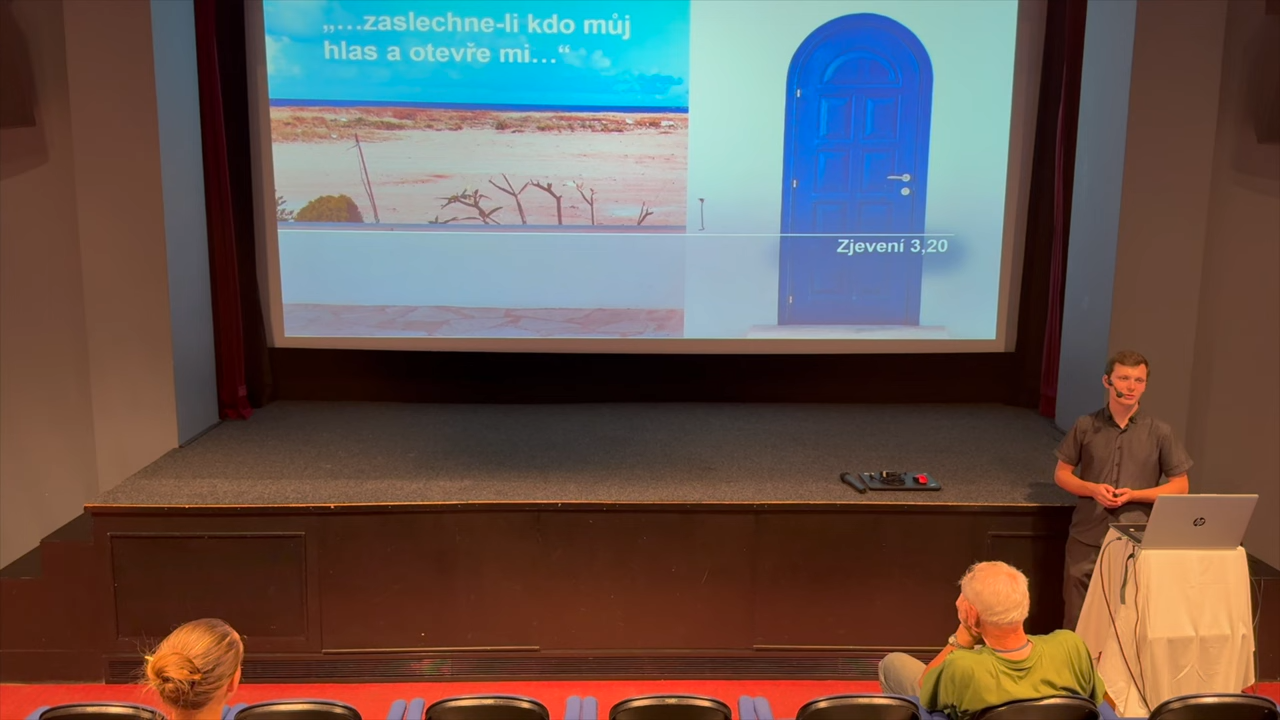 „…zaslechne-li kdo můj
hlas a otevře mi…“
Zjevení 3,20
hp